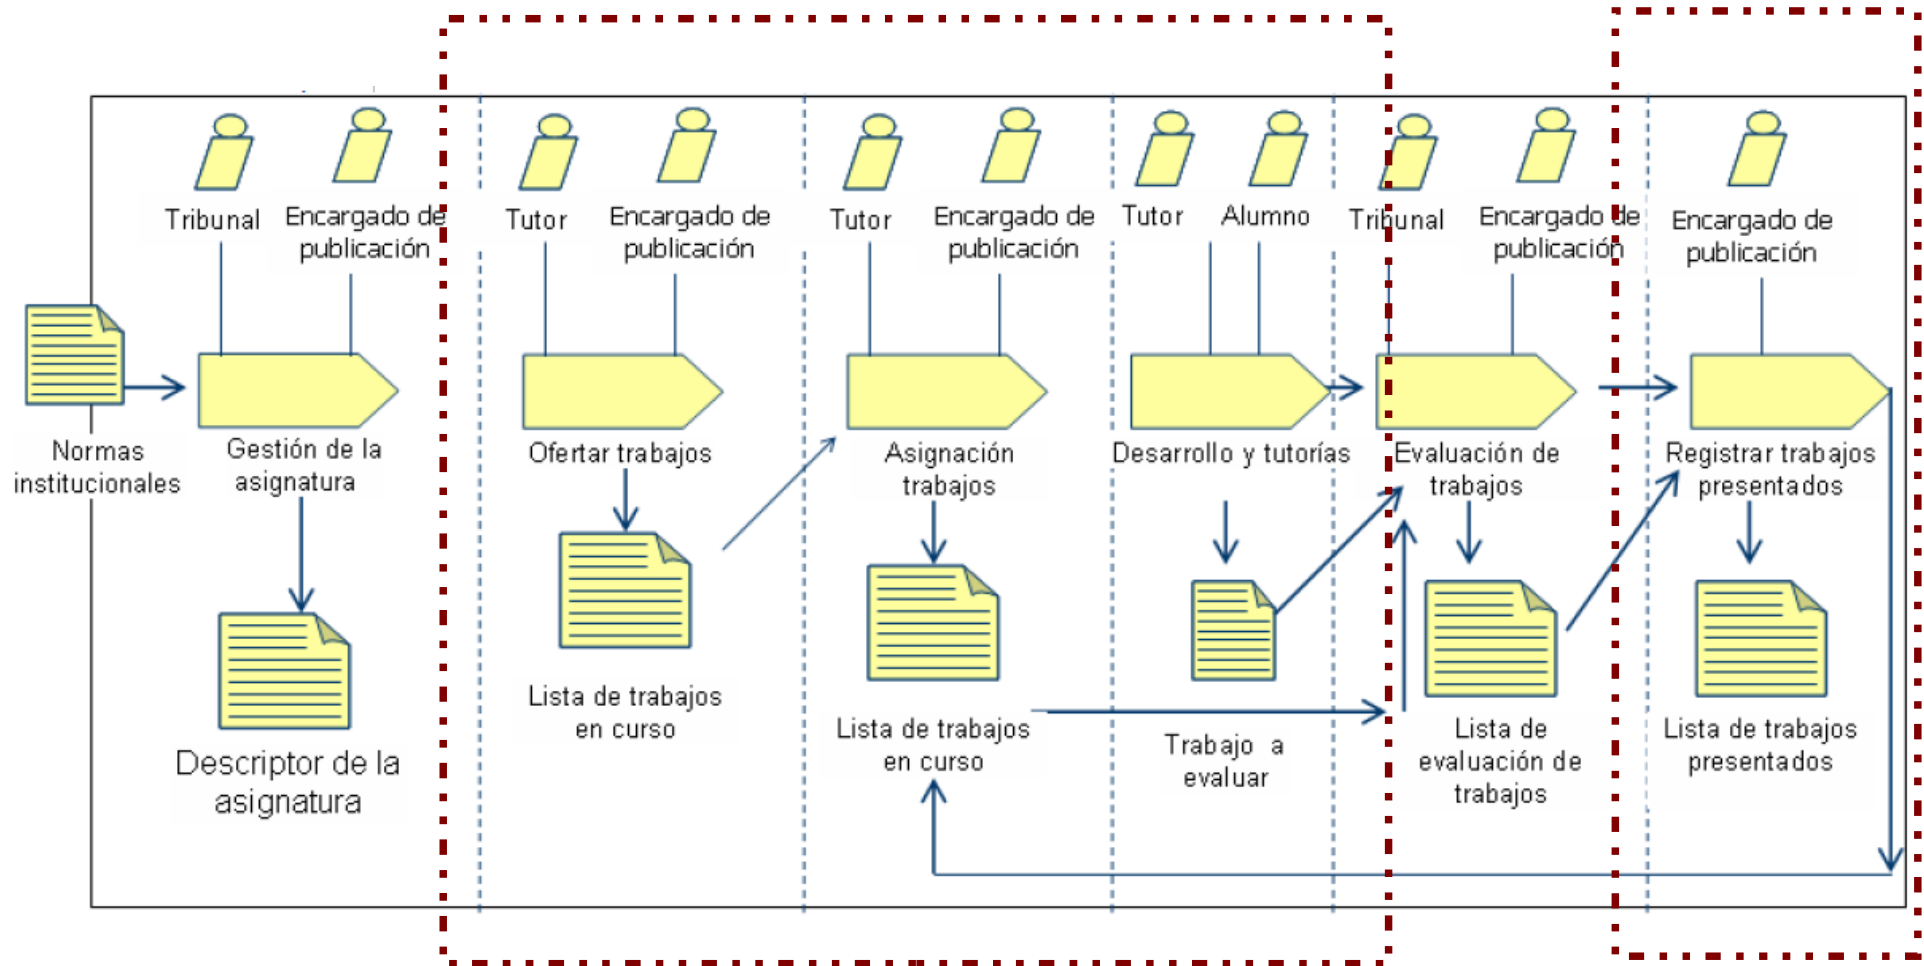 Tribunal
Encargado de
publicación
Tutor
Encargado de
publicación
Tutor
Encargado de
publicación
Tutor
Alumno
Tribunal
Encargado de
publicación
Encargado de
publicación
Normas
institucionales
Gestión de la
asignatura
Ofertar trabajos
Asignación
trabajos
Desarrollo y tutorías
Evaluación de
trabajos
Registrar trabajos
presentados
Descriptor de la
asignatura
Lista de trabajos
en curso
Lista de trabajos
en curso
Trabajo a
evaluar
Lista de
evaluación de
trabajos
Lista de trabajos
presentados